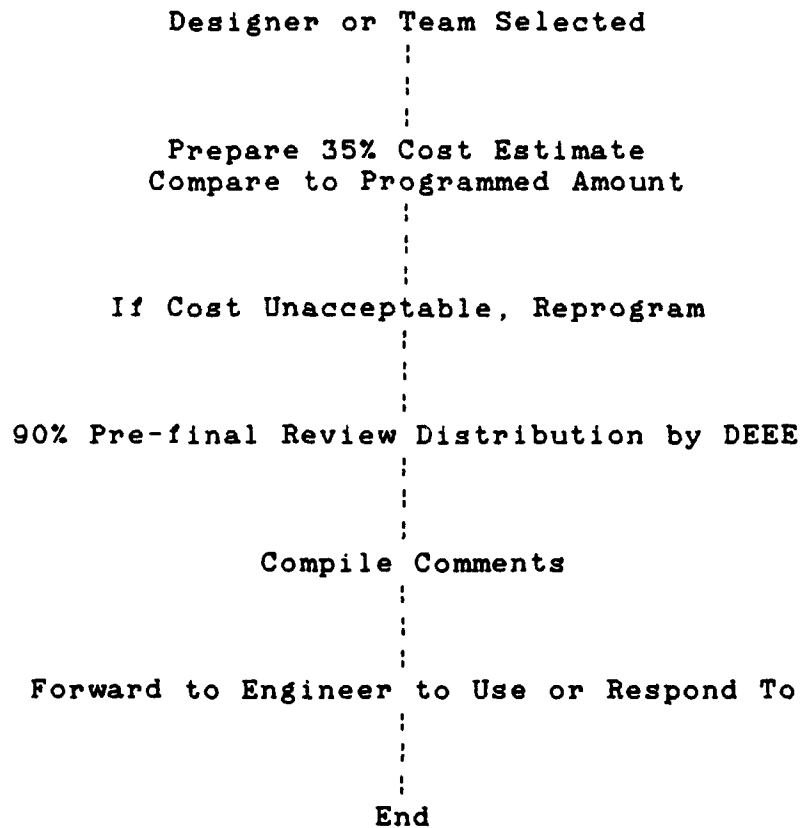 Designer or Team Selected
Prepare 35% Cost Estimate
Compare to Programmed Amount
If Cost Unacceptable, Reprogram
90% Pre-final Review Distribution by DEEE
Compile Comments
Forward to Engineer to Use or Respond To
End